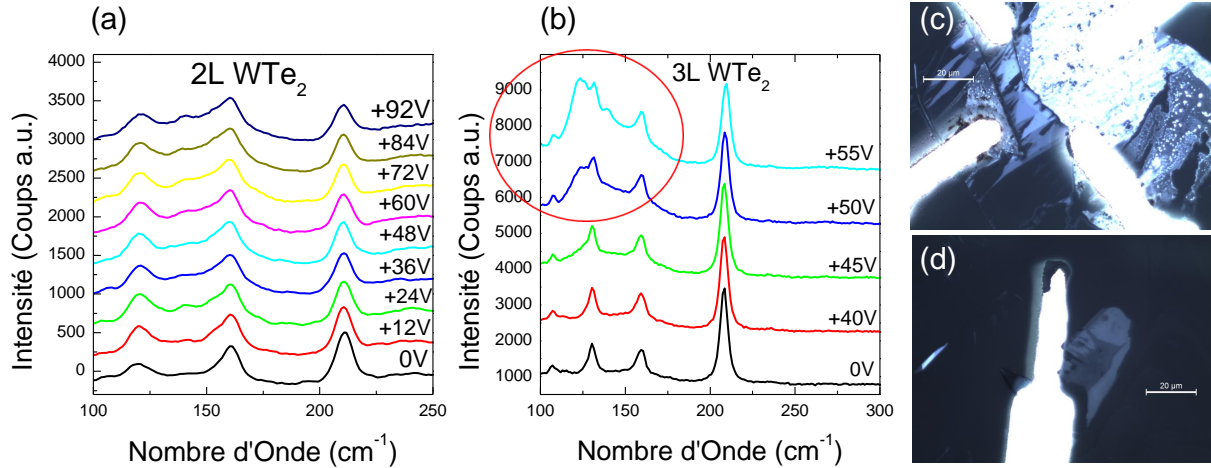 (a)
2L WTe₂
Intensité (Coups a.u.)
4000
3500
3000
2500
2000
1500
1000
500
0
+92V
+84V
+72V
+60V
+48V
+36V
+24V
+12V
0V
100
150
200
250
Nombre d'Onde (cm⁻¹)
(b)
3L WTe₂
Intensité (Coups a.u.)
9000
8000
7000
6000
5000
4000
3000
2000
1000
+55V
+50V
+45V
+40V
0V
100
150
200
250
300
Nombre d'Onde (cm⁻¹)
(c)
20 µm
(d)
20 µm